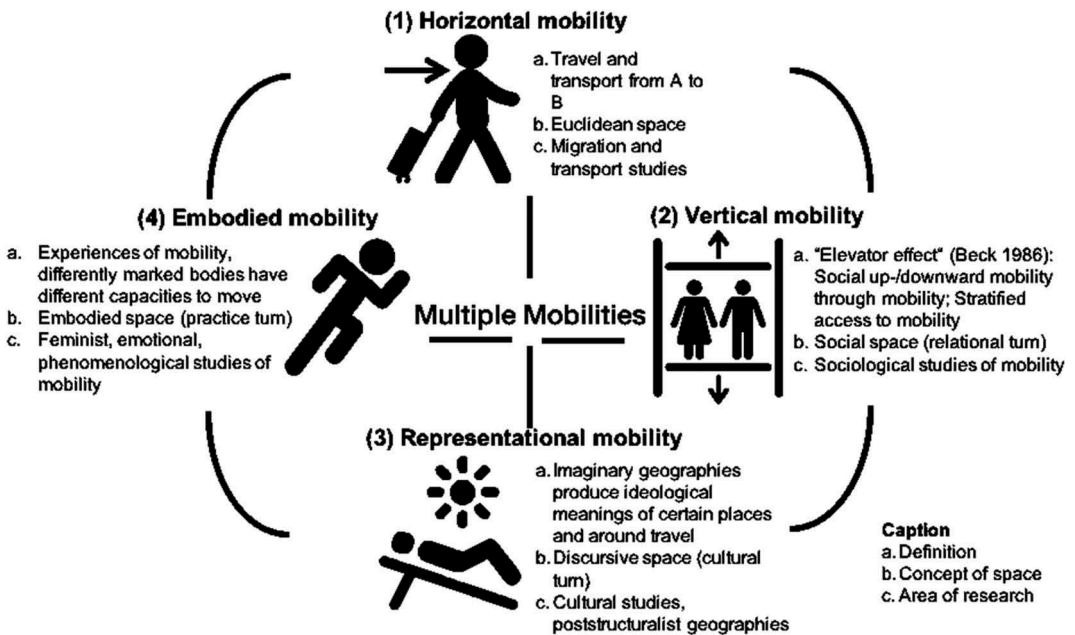 (1) Horizontal mobility
a. Travel and
transport from A to
B
b. Euclidean space
c. Migration and
transport studies
(4) Embodied mobility
a. Experiences of mobility,
differently marked bodies have
different capacities to move
b. Embodied space (practice turn)
c. Feminist, emotional,
phenomenological studies of
mobility
Multiple Mobilities
(2) Vertical mobility
a. "Elevator effect“ (Beck 1986):
Social up-/downward mobility
through mobility; Stratified
access to mobility
b. Social space (relational turn)
c. Sociological studies of mobility
(3) Representational mobility
a. Imaginary geographies
produce ideological
meanings of certain places
and around travel
b. Discursive space (cultural
turn)
c. Cultural studies,
poststructuralist geographies
Caption
a. Definition
b. Concept of space
c. Area of research